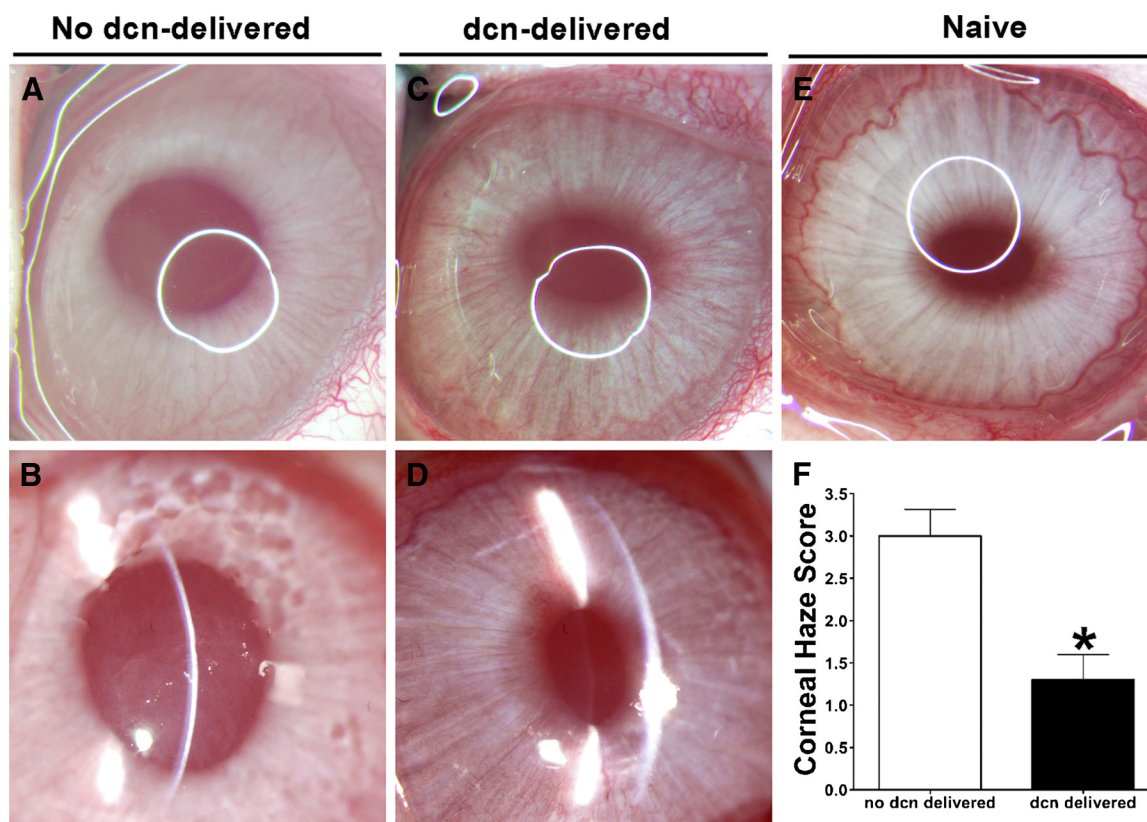 No dcn-delivered
dcn-delivered
Naive
A
C
E
B
D
F
Corneal Haze Score
3.5
3.0
2.5
2.0
1.5
1.0
0.5
0.0
*
no dcn delivered
dcn delivered